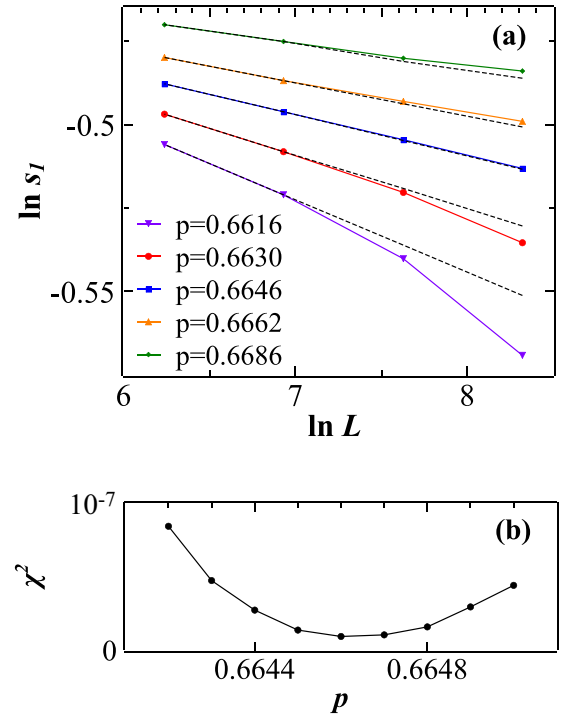 (a)
-0.5
ln s1
p=0.6616
p=0.6630
-0.55
p=0.6646
p=0.6662
p=0.6686
6 7 8
ln L
10-7
(b)
χ2
0
0.6644 0.6648
p